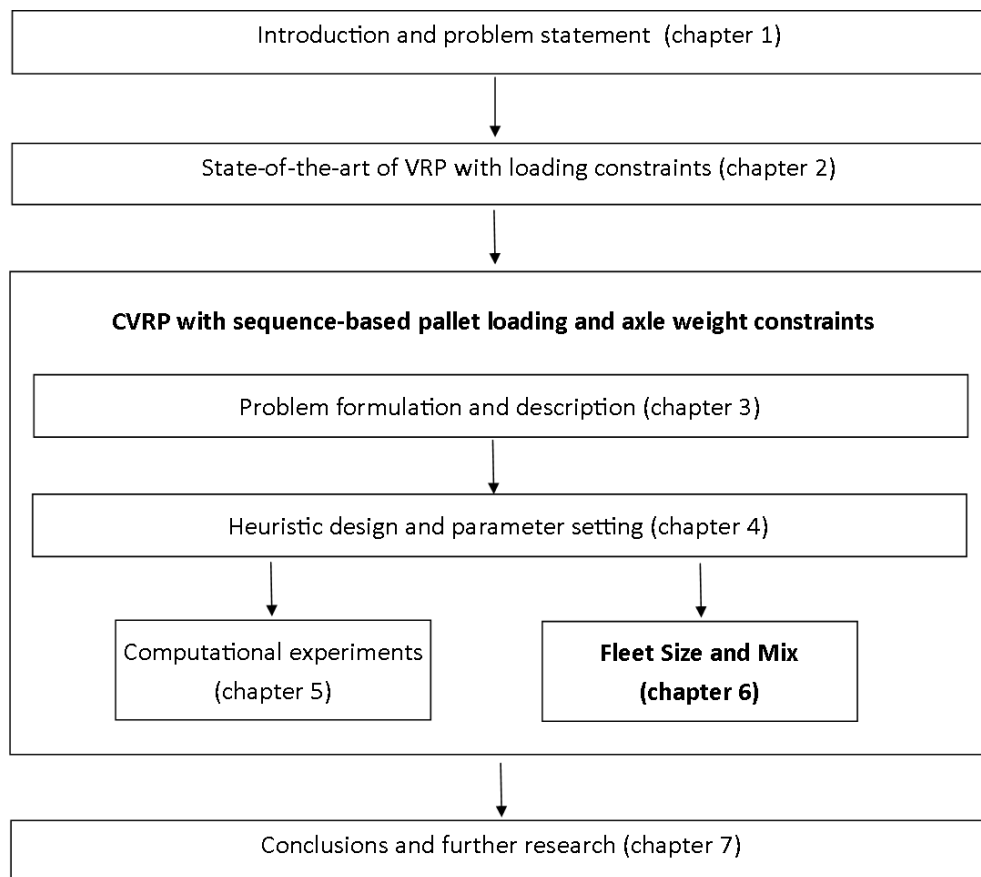 Introduction and problem statement (chapter 1)
State-of-the-art of VRP with loading constraints (chapter 2)
CVRP with sequence-based pallet loading and axle weight constraints
Problem formulation and description (chapter 3)
Heuristic design and parameter setting (chapter 4)
Computational experiments
(chapter 5)
Fleet Size and Mix
(chapter 6)
Conclusions and further research (chapter 7)